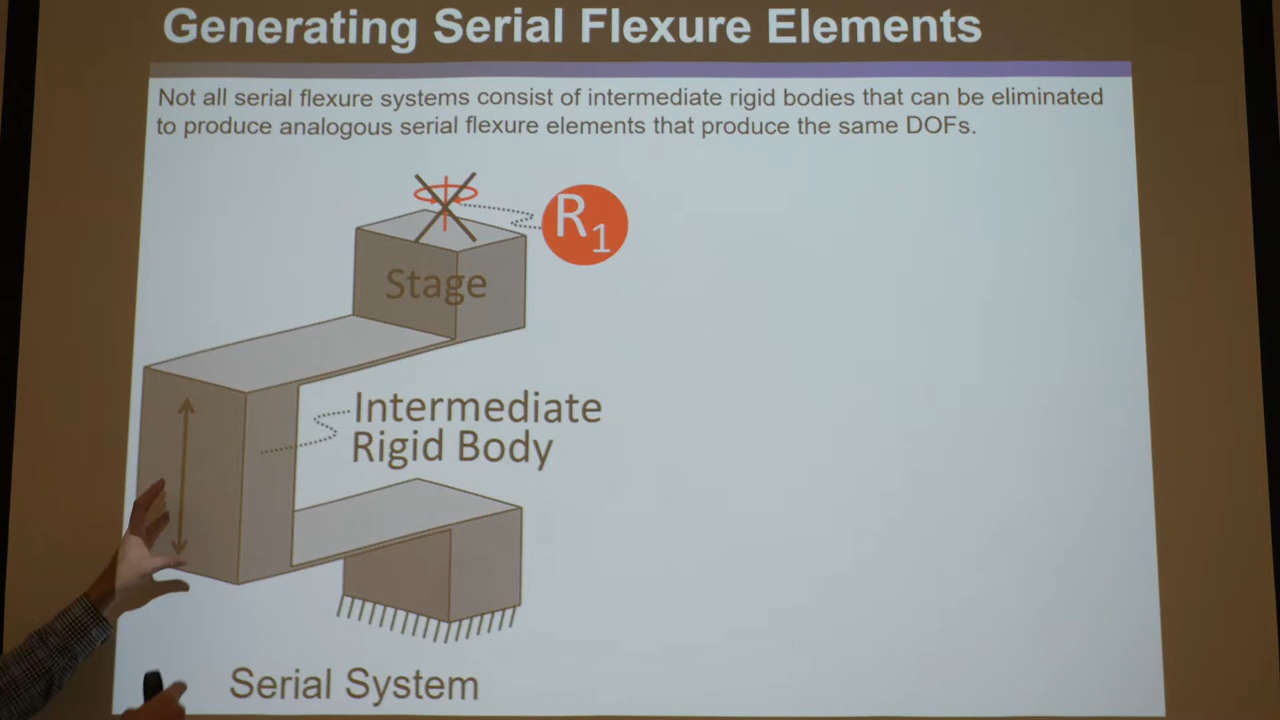 Generating Serial Flexure Elements
Not all serial flexure systems consist of intermediate rigid bodies that can be eliminated
to produce analogous serial flexure elements that produce the same DOFs.
R₁
Stage
Intermediate
Rigid Body
Serial System